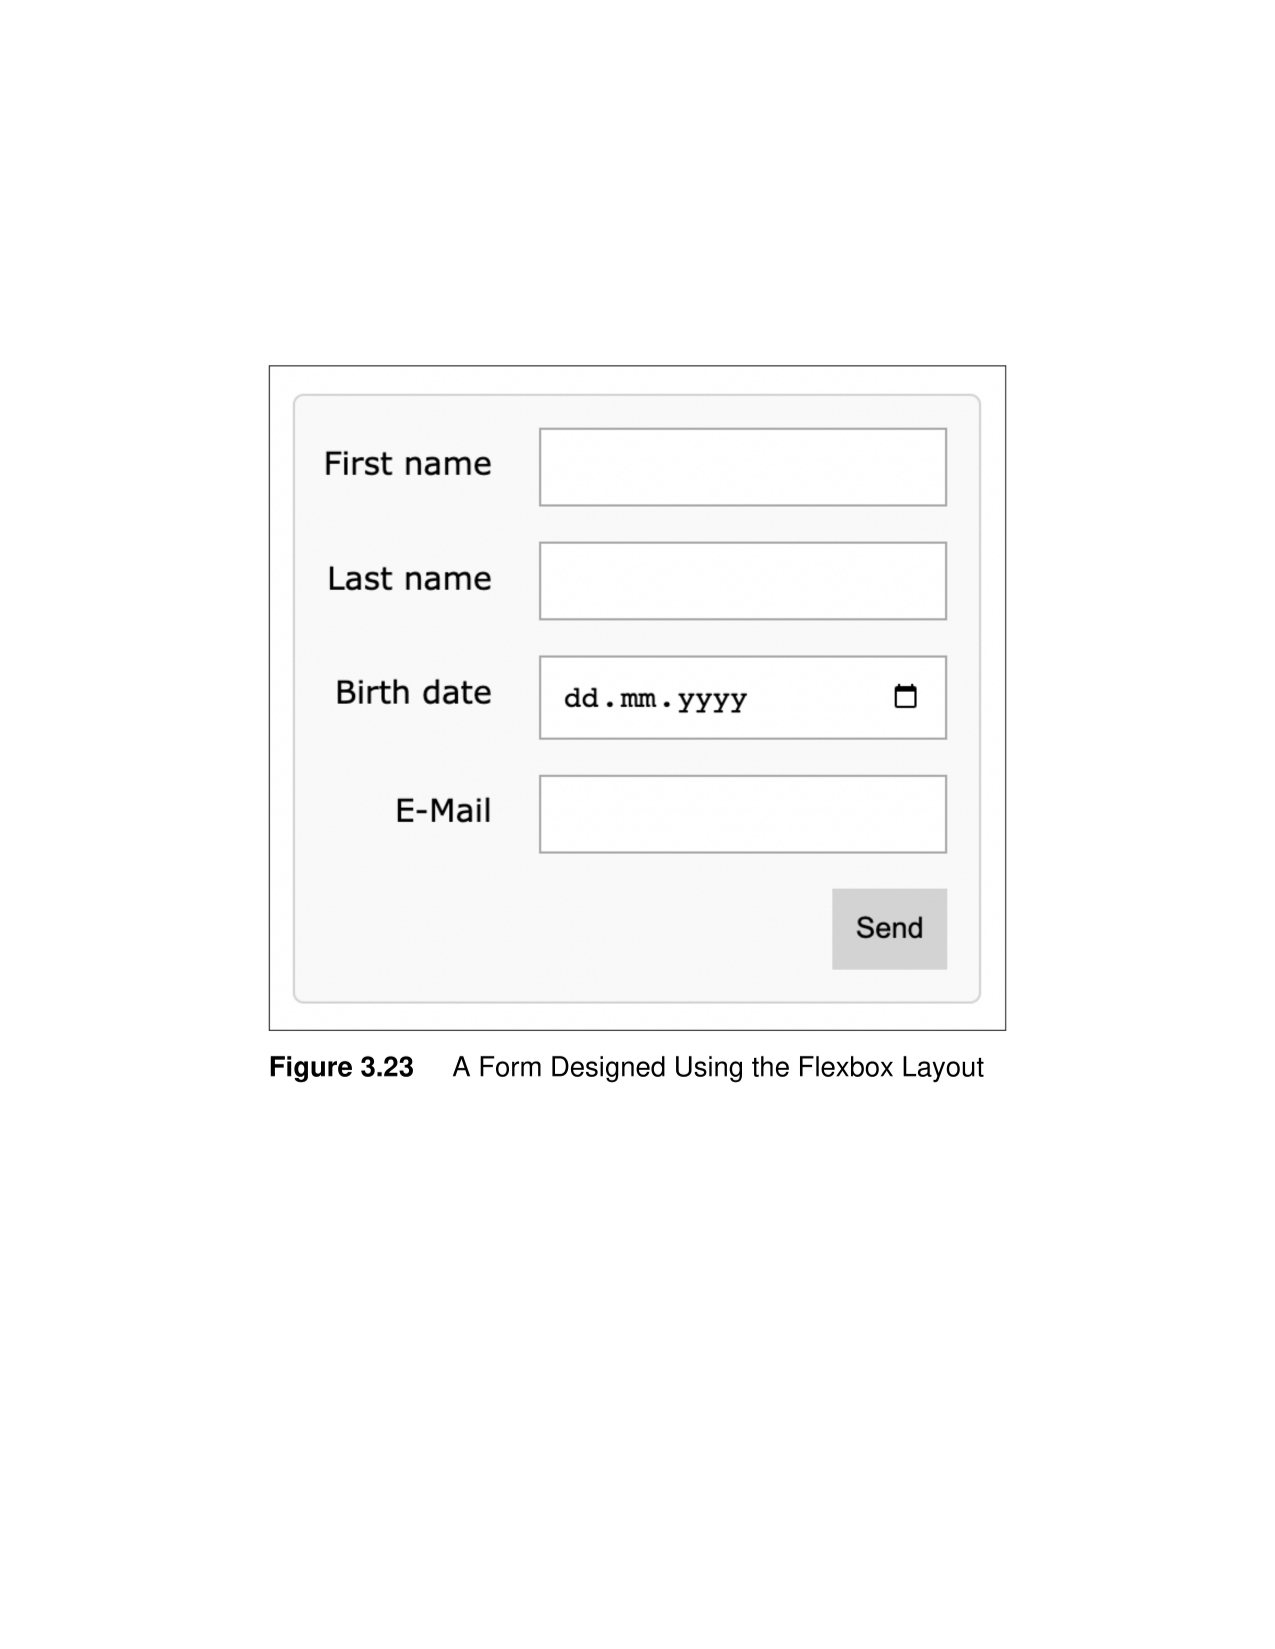 First name
Last name
Birth date
dd.mm.yyyy
E-Mail
Send
Figure 3.23 A Form Designed Using the Flexbox Layout